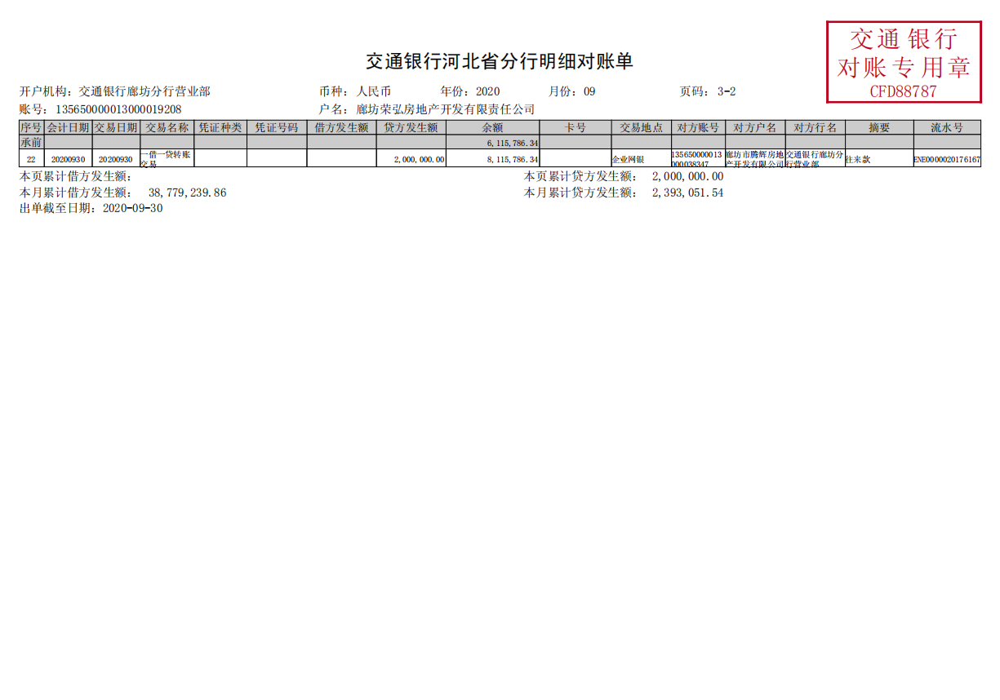 交通银行
对账专用章
CFD88787
交通银行河北省分行明细对账单
开户机构：交通银行廊坊分行营业部 币种：人民币 年份：2020 月份：09 页码：3-2
账号：135650000013000019208 户名：廊坊荣弘房地产开发有限责任公司
序号 会计日期 交易日期 交易名称 凭证种类 凭证号码 借方发生额 贷方发生额 余额 卡号 交易地点 对方账号 对方户名 对方行名 摘要 流水号
承前 6,115,786.34
22 20200930 20200930 一借一贷转账交易 2,000,000.00 8,115,786.34 企业网银 135650000013000038347 廊坊市腾辉房地产开发有限公司 交通银行廊坊分行营业部 往来款 ENE0000020176167
本页累计借方发生额： 本页累计贷方发生额： 2,000,000.00
本月累计借方发生额： 38,779,239.86 本月累计贷方发生额： 2,393,051.54
出单截至日期：2020-09-30